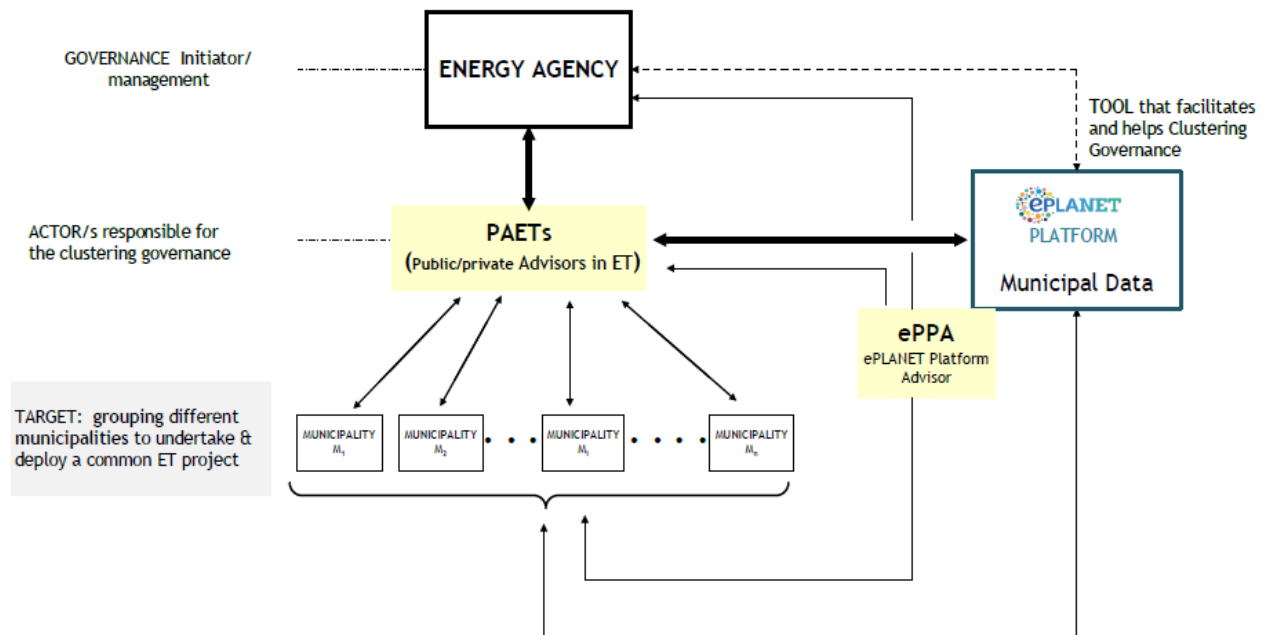 GOVERNANCE Initiator/
management
ENERGY AGENCY
TOOL that facilitates
and helps Clustering
Governance
ePLANET
PLATFORM
Municipal Data
ACTOR/s responsible for
the clustering governance
PAETs
(Public/private Advisors in ET)
ePPA
ePLANET Platform
Advisor
TARGET: grouping different
municipalities to undertake &
deploy a common ET project
MUNICIPALITY
M₁
MUNICIPALITY
M₂
MUNICIPALITY
Mᵢ
MUNICIPALITY
Mₙ